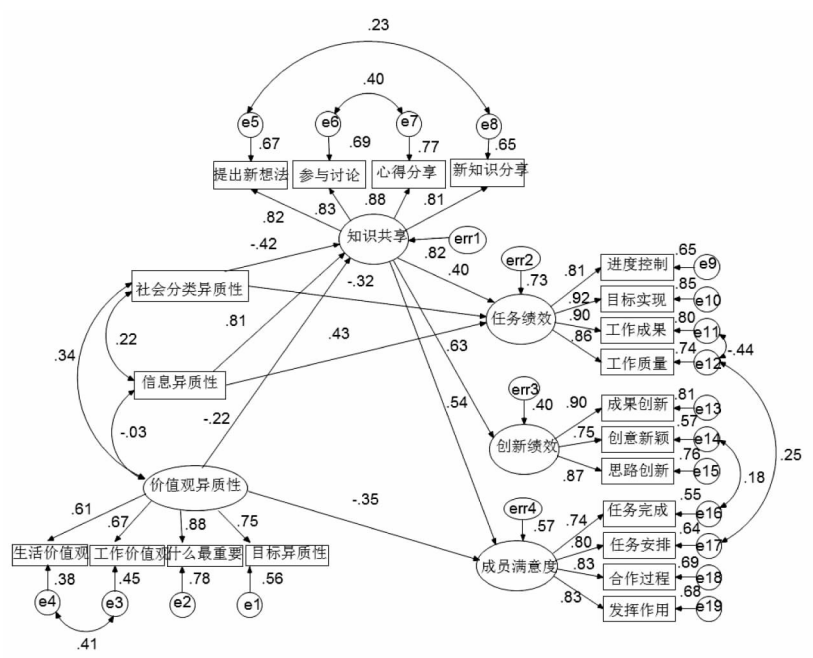 .23
.40
e5
e6
e7
e8
.67
.69
.77
.65
提出新想法
参与讨论
心得分享
新知识分享
.82
.83
.88
.81
知识共享
err1
.82
-.42
-.32
.40
err2
.73
社会分类异质性
.81
.43
.34
.22
信息异质性
-.03
-.22
.63
.54
任务绩效
.81
进度控制
.65
e9
.92
目标实现
.85
e10
.90
工作成果
.80
e11
.86
工作质量
.74
e12
-.44
err3
.40
创新绩效
.90
成果创新
.81
e13
.75
创意新颖
.57
e14
.87
思路创新
.76
e15
.25
.18
价值观异质性
-.35
err4
.57
成员满意度
.74
任务完成
.55
e16
.80
任务安排
.64
e17
.83
合作过程
.69
e18
.83
发挥作用
.68
e19
.61
.67
.88
.75
生活价值观
工作价值观
什么最重要
目标异质性
.38
.45
.78
.56
e4
e3
e2
e1
.41